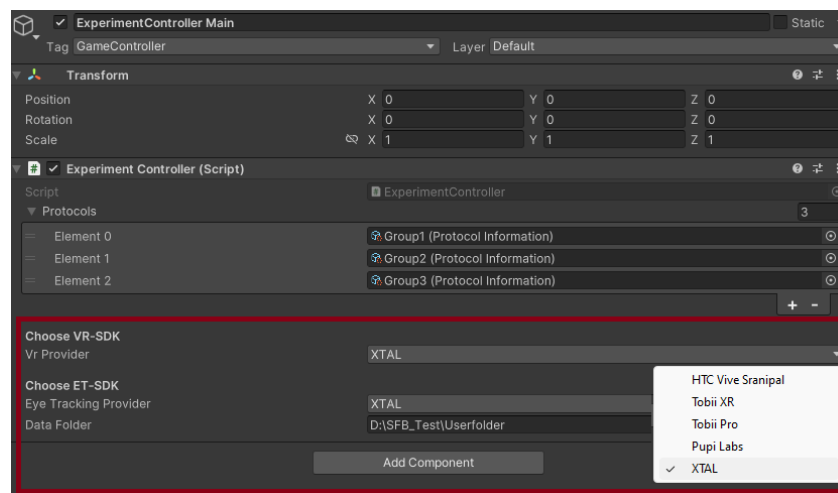 ExperimentController Main Static
Tag GameController Layer Default
Transform
Position X 0 Y 0 Z 0
Rotation X 0 Y 0 Z 0
Scale X 1 Y 1 Z 1
# Experiment Controller (Script)
Script # ExperimentController
Protocols 3
= Element 0 Group1 (Protocol Information)
= Element 1 Group2 (Protocol Information)
= Element 2 Group3 (Protocol Information)
+ -
Choose VR-SDK
Vr Provider XTAL
Choose ET-SDK
Eye Tracking Provider XTAL
Data Folder D:\SFB_Test\Userfolder
Add Component
HTC Vive Sranipal
Tobii XR
Tobii Pro
Pupi Labs
XTAL